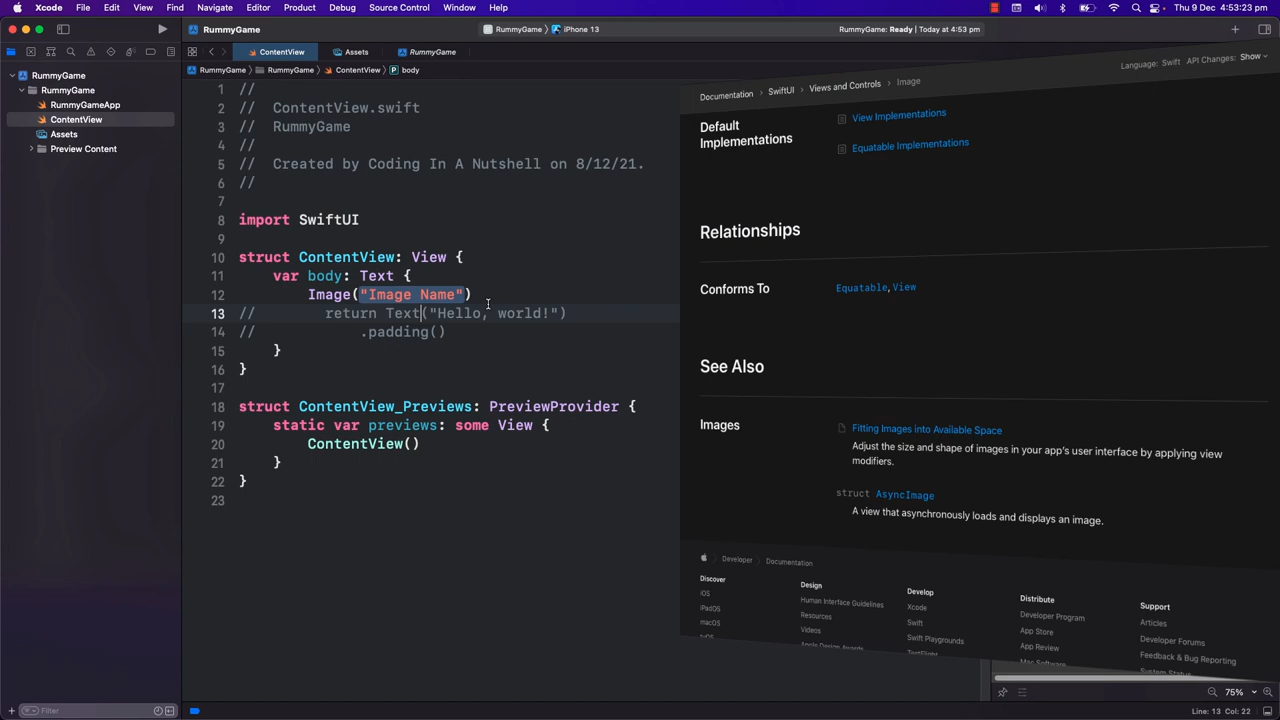 Xcode File Edit View Find Navigate Editor Product Debug Source Control Window Help Thu 9 Dec 4:53:23 pm
RummyGame RummyGame iPhone 13 RummyGame: Ready | Today at 4:53 pm
ContentView Assets RummyGame
RummyGame RummyGame ContentView body
RummyGame
RummyGame
RummyGameApp
ContentView
Assets
Preview Content
1 //
2 // ContentView.swift
3 // RummyGame
4 //
5 // Created by Coding In A Nutshell on 8/12/21.
6 //
7
8 import SwiftUI
9
10 struct ContentView: View {
11 var body: Text {
12 Image("Image Name")
13 // return Text("Hello, world!")
14 // .padding()
15 }
16 }
17
18 struct ContentView_Previews: PreviewProvider {
19 static var previews: some View {
20 ContentView()
21 }
22 }
23
Documentation SwiftUI Views and Controls Image Language: Swift API Changes: Show
Default
Implementations
View Implementations
Equatable Implementations
Relationships
Conforms To
Equatable, View
See Also
Images
Fitting Images into Available Space
Adjust the size and shape of images in your app's user interface by applying view
modifiers.
struct AsyncImage
A view that asynchronously loads and displays an image.
Developer Documentation
Discover
iOS
iPadOS
macOS
Design
Human Interface Guidelines
Resources
Videos
Apple Design Awards
Develop
Xcode
Swift
Swift Playgrounds
TestFlight
Distribute
Developer Program
App Store
App Review
Mac Software
Support
Articles
Developer Forums
Feedback & Bug Reporting
System Status
Filter
75%
Line: 13 Col: 22